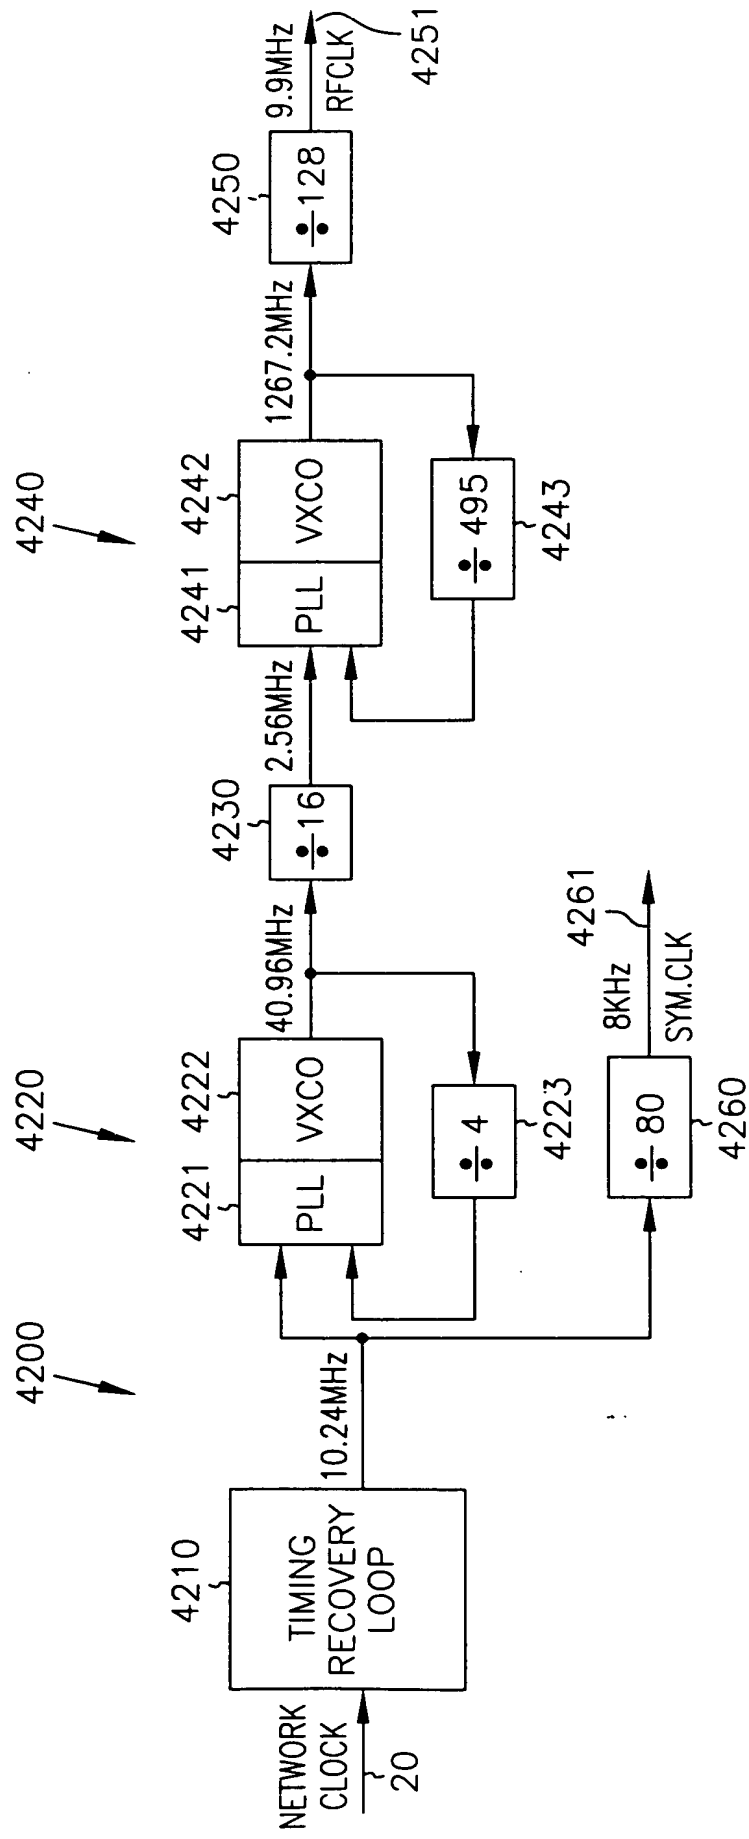 4200
4220
4240
NETWORK
CLOCK
20
4210
TIMING
RECOVERY
LOOP
10.24MHz
4221
4222
PLL
VXCO
÷ 4
4223
40.96MHz
4230
÷16
2.56MHz
4241
4242
PLL
VXCO
÷ 495
4243
1267.2MHz
4250
÷128
9.9MHz
RFCLK
4251
÷ 80
4260
8KHz
SYM.CLK
4261